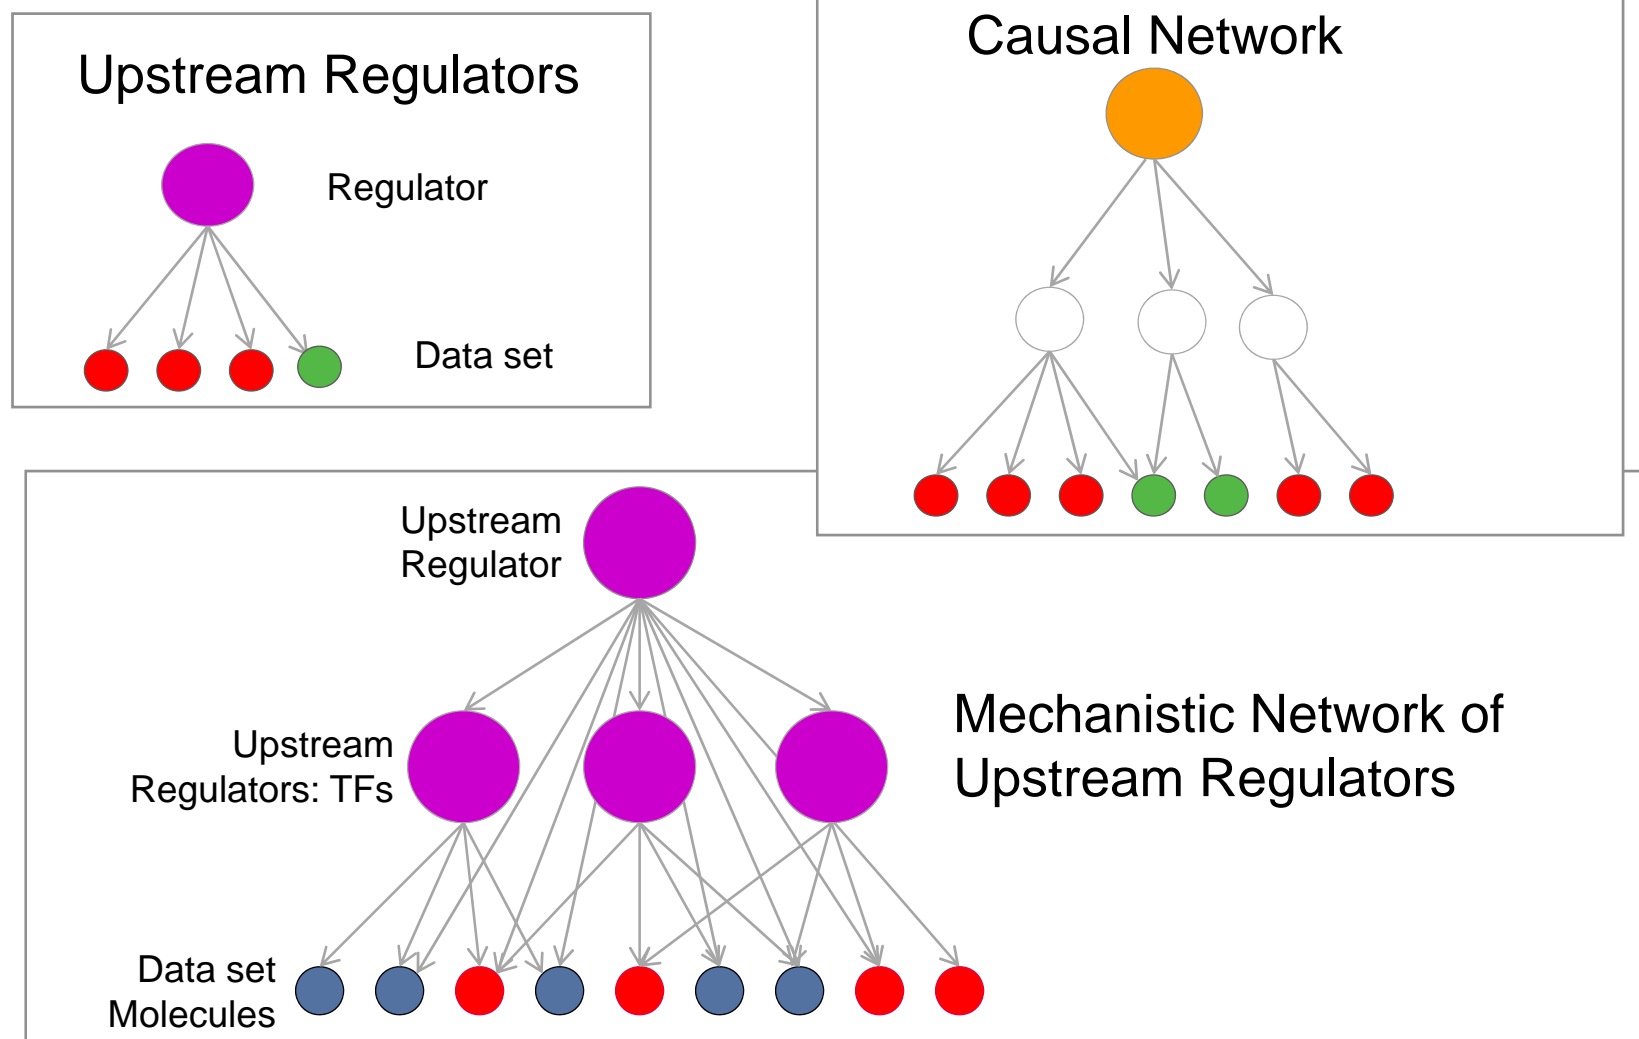 Upstream Regulators
Regulator
Data set
Causal Network
Upstream
Regulator
Upstream
Regulators: TFs
Mechanistic Network of
Upstream Regulators
Data set
Molecules